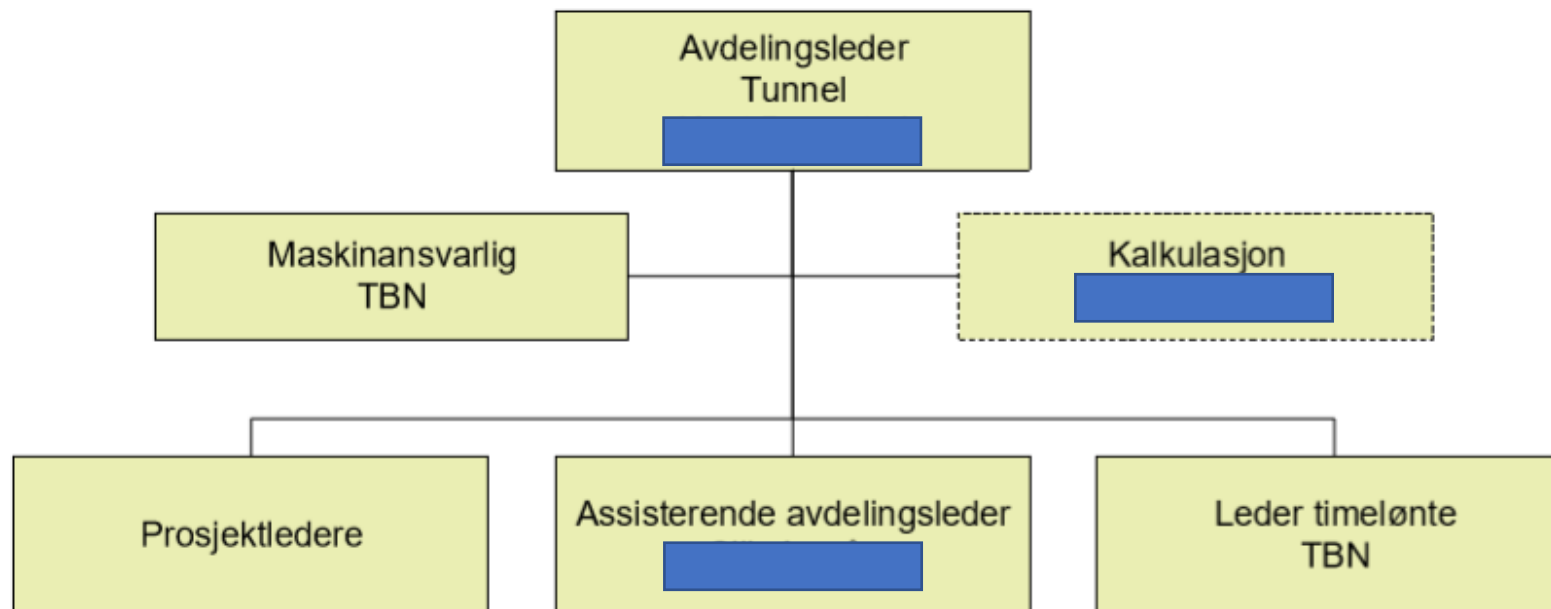 Avdelingsleder
Tunnel
Maskinansvarlig
TBN
Kalkulasjon
Prosjektledere
Assisterende avdelingsleder
Leder timelønte
TBN